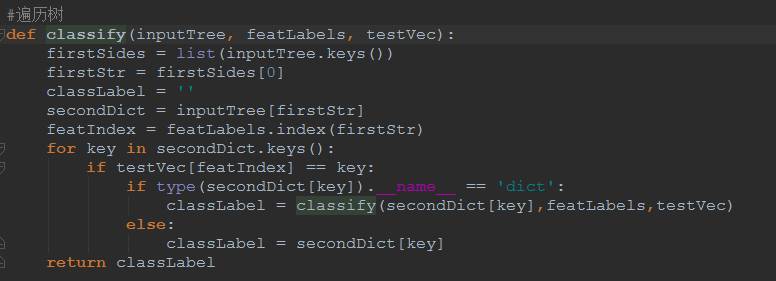 #遍历树
def classify(inputTree, featLabels, testVec):
    firstSides = list(inputTree.keys())
    firstStr = firstSides[0]
    classLabel = ''
    secondDict = inputTree[firstStr]
    featIndex = featLabels.index(firstStr)
    for key in secondDict.keys():
        if testVec[featIndex] == key:
            if type(secondDict[key]).__name__ == 'dict':
                classLabel = classify(secondDict[key],featLabels,testVec)
            else:
                classLabel = secondDict[key]
    return classLabel